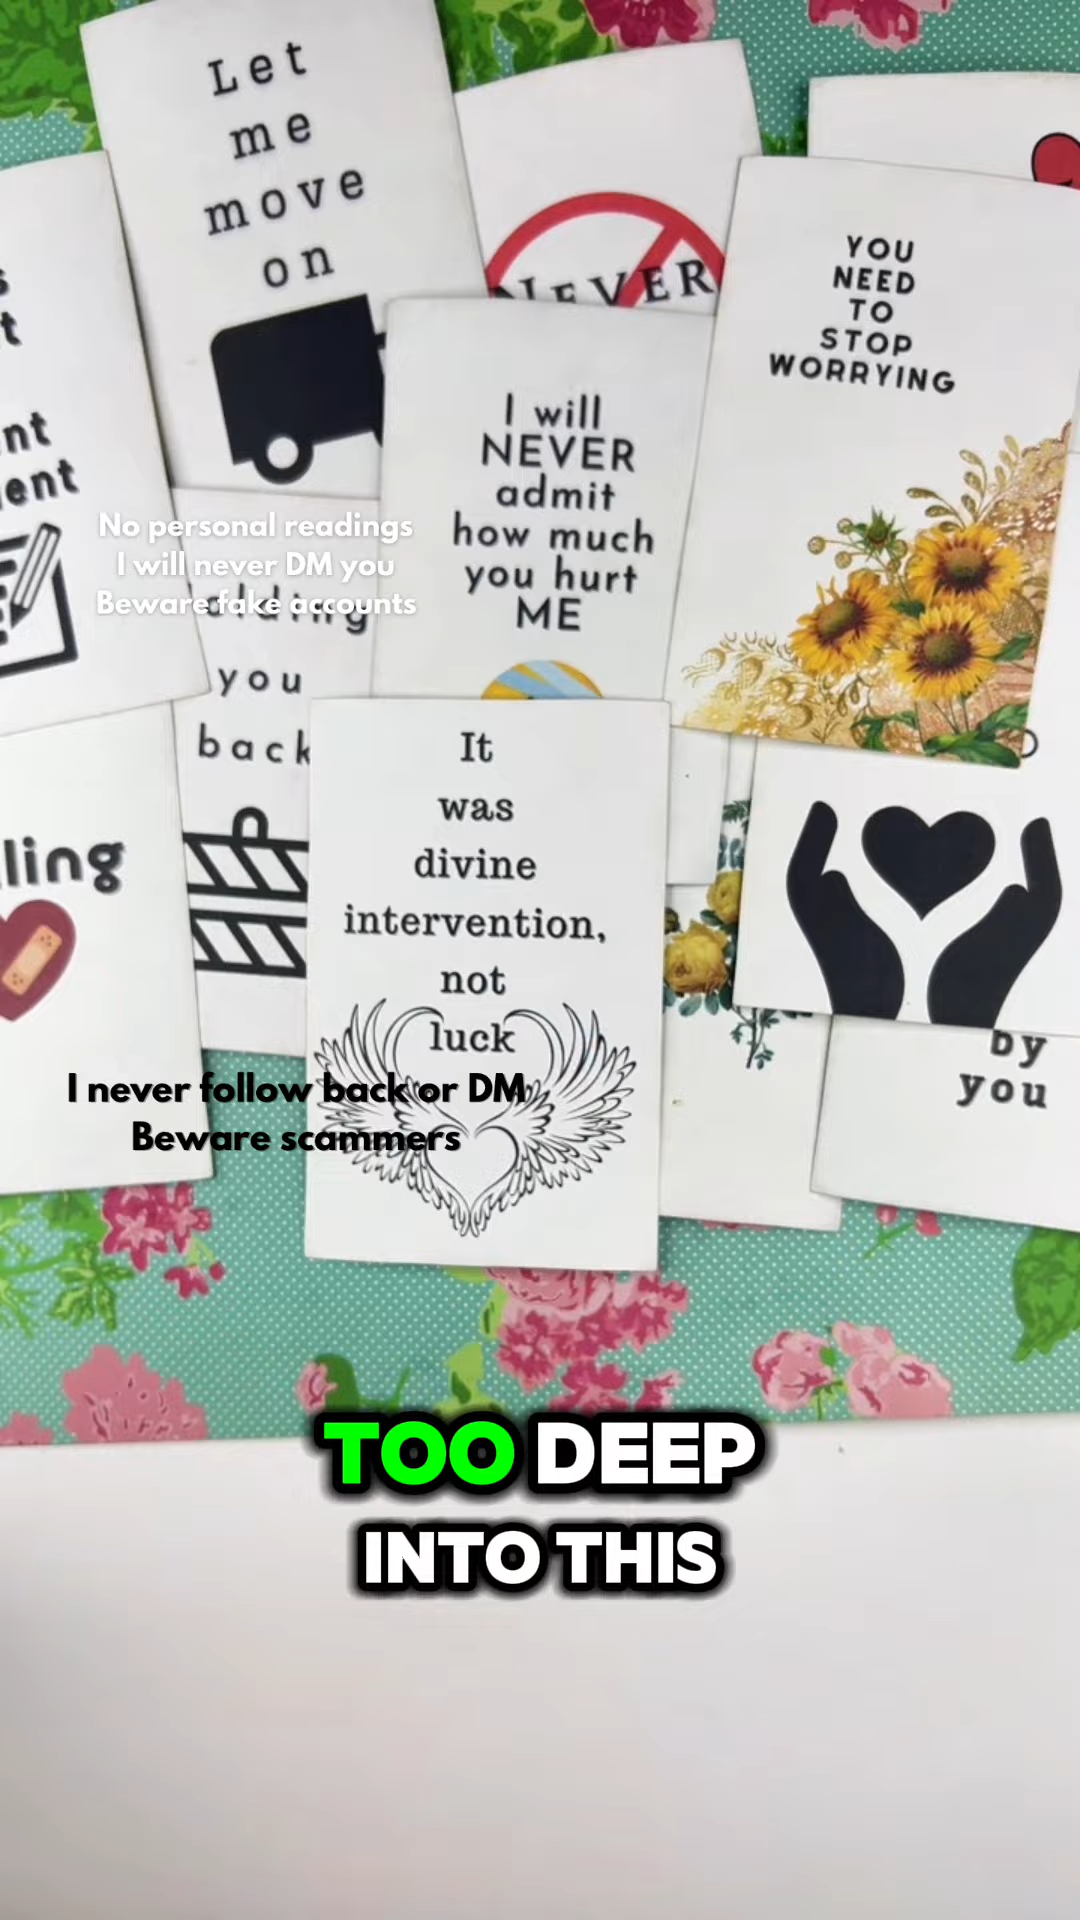 Let
me
move
on
NEVER
YOU
NEED
TO
STOP
WORRYING
I will
NEVER
admit
how much
you hurt
ME
No personal readings
I will never DM you
Beware fake accounts
you
back
It
was
divine
intervention,
not
luck
by
you
I never follow back or DM
Beware scammers
TOO DEEP
INTO THIS